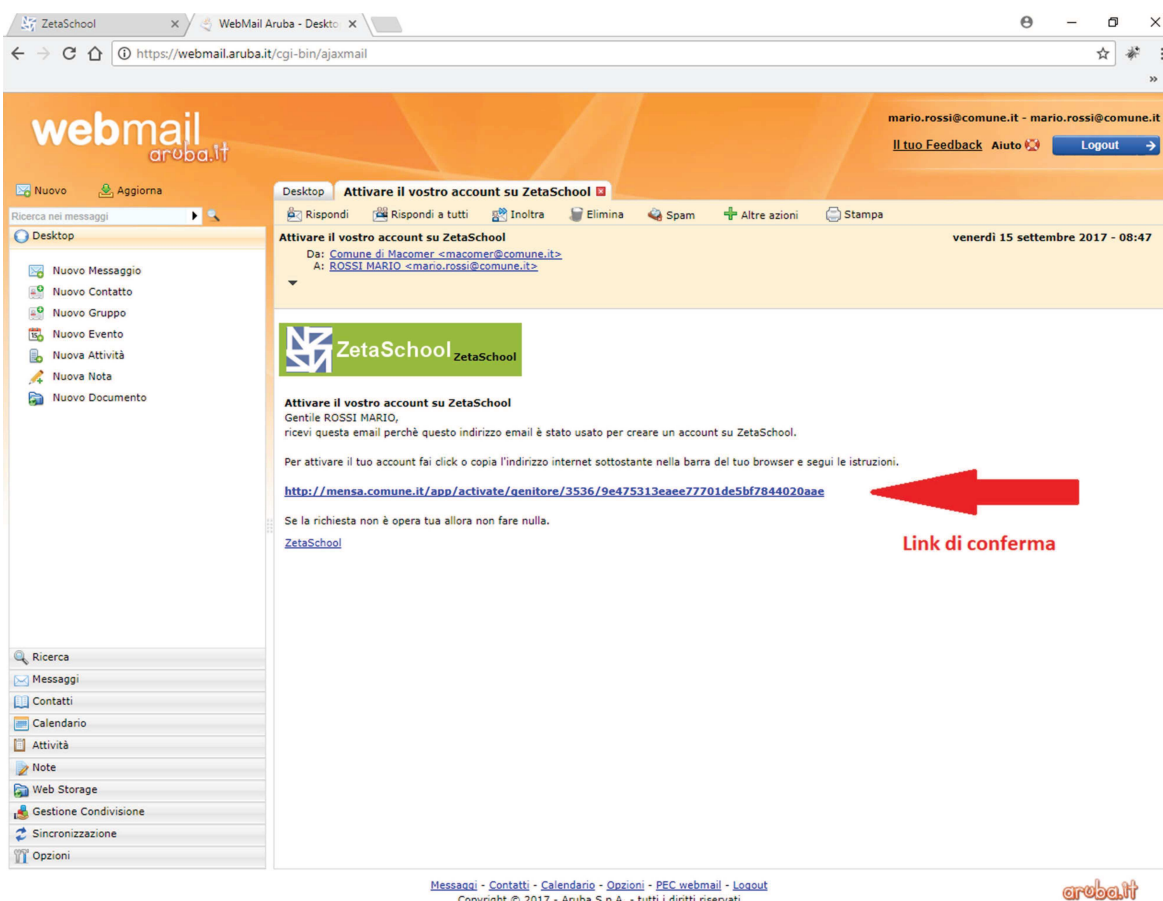 ZetaSchool
WebMail Aruba - Deskto
https://webmail.aruba.it/cgi-bin/ajaxmail
webmail
aruba.it
mario.rossi@comune.it - mario.rossi@comune.it
Il tuo Feedback Aiuto Logout
Nuovo Aggiorna
Ricerca nei messaggi
Desktop
Nuovo Messaggio
Nuovo Contatto
Nuovo Gruppo
Nuovo Evento
Nuova Attività
Nuova Nota
Nuovo Documento
Ricerca
Messaggi
Contatti
Calendario
Attività
Note
Web Storage
Gestione Condivisione
Sincronizzazione
Opzioni
Desktop Attivare il vostro account su ZetaSchool
Rispondi Rispondi a tutti Inoltra Elimina Spam Altre azioni Stampa
Attivare il vostro account su ZetaSchool venerdì 15 settembre 2017 - 08:47
Da: Comune di Macomer <macomer@comune.it>
A: ROSSI MARIO <mario.rossi@comune.it>
ZetaSchool ZetaSchool
Attivare il vostro account su ZetaSchool
Gentile ROSSI MARIO,
ricevi questa email perchè questo indirizzo email è stato usato per creare un account su ZetaSchool.
Per attivare il tuo account fai click o copia l'indirizzo internet sottostante nella barra del tuo browser e segui le istruzioni.
http://mensa.comune.it/app/activate/genitore/3536/9e475313eaee77701de5bf7844020aae
Link di conferma
Se la richiesta non è opera tua allora non fare nulla.
ZetaSchool
Messaggi - Contatti - Calendario - Opzioni - PEC webmail - Logout
Copyright © 2017 - Aruba S.p.A. - tutti i diritti riservati
aruba.it